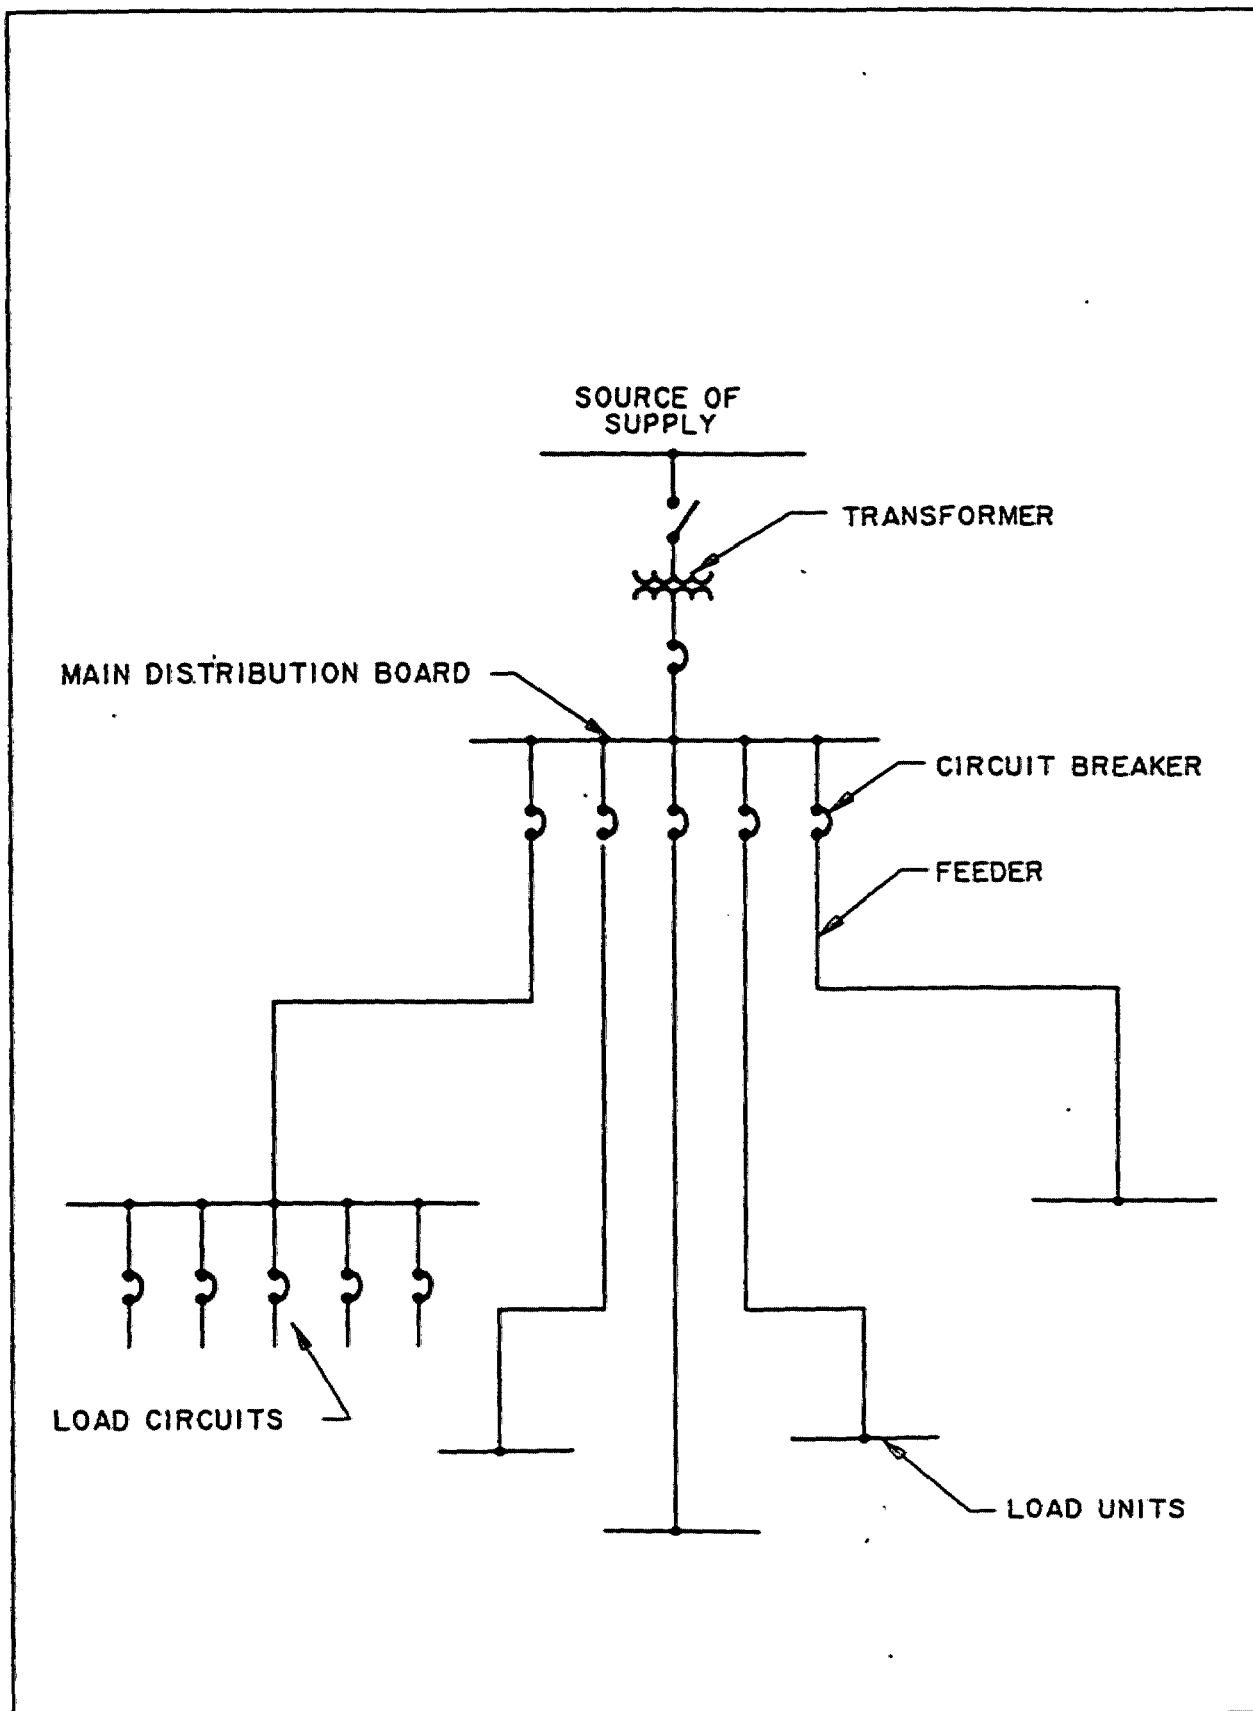 SOURCE OF
SUPPLY
TRANSFORMER
MAIN DISTRIBUTION BOARD
CIRCUIT BREAKER
FEEDER
LOAD CIRCUITS
LOAD UNITS